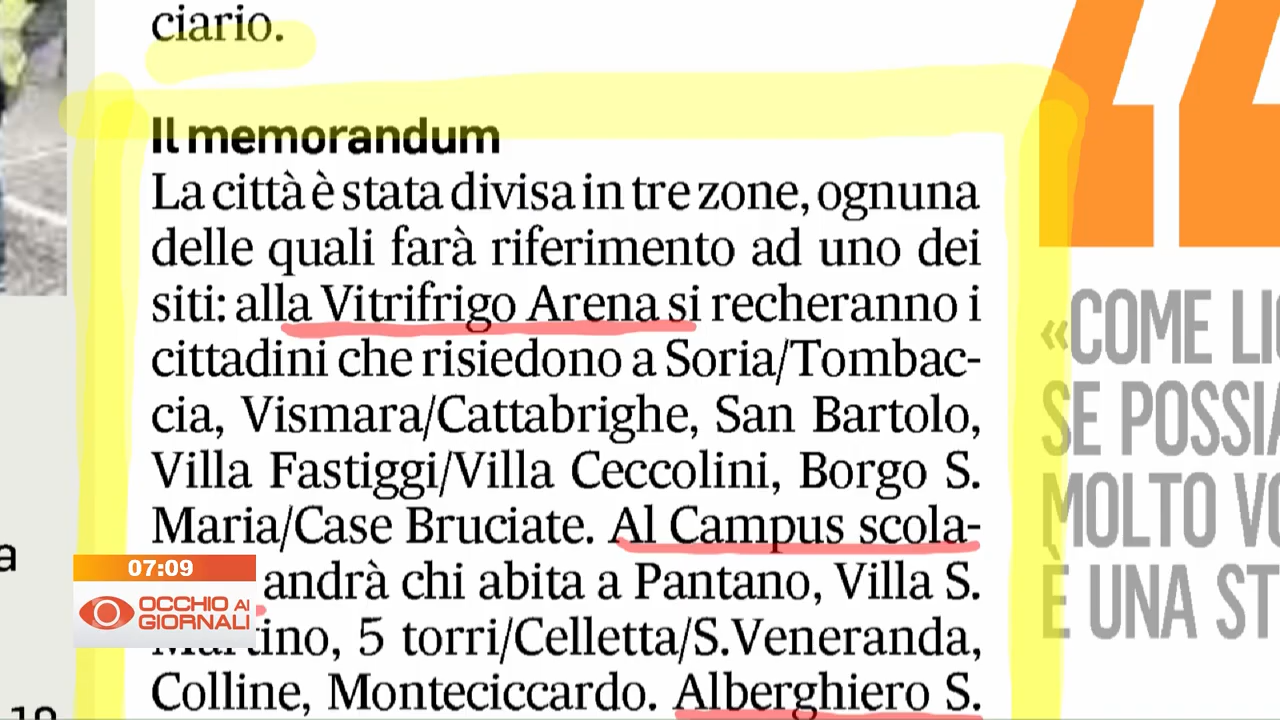 ciario.
Il memorandum
La città è stata divisa in tre zone, ognuna
delle quali farà riferimento ad uno dei
siti: alla Vitrifrigo Arena si recheranno i
cittadini che risiedono a Soria/Tombac-
cia, Vismara/Cattabrighe, San Bartolo,
Villa Fastiggi/Villa Ceccolini, Borgo S.
Maria/Case Bruciate. Al Campus scola-
andrà chi abita a Pantano, Villa S.
Martino, 5 torri/Celletta/S.Veneranda,
Colline, Monteciccardo. Alberghiero S.
«COME LI
SE POSSIA
MOLTO VO
È UNA ST
a
19
07:09
OCCHIO AI
GIORNALI